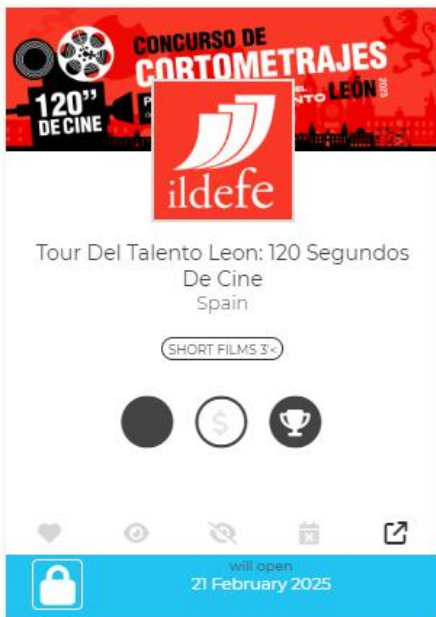 CONCURSO DE
CORTOMETRAJES
120”
DE CINE
LEÓN
2025
ildefe
Tour Del Talento Leon: 120 Segundos
De Cine
Spain
SHORT FILMS 3'<
$
will open
21 February 2025